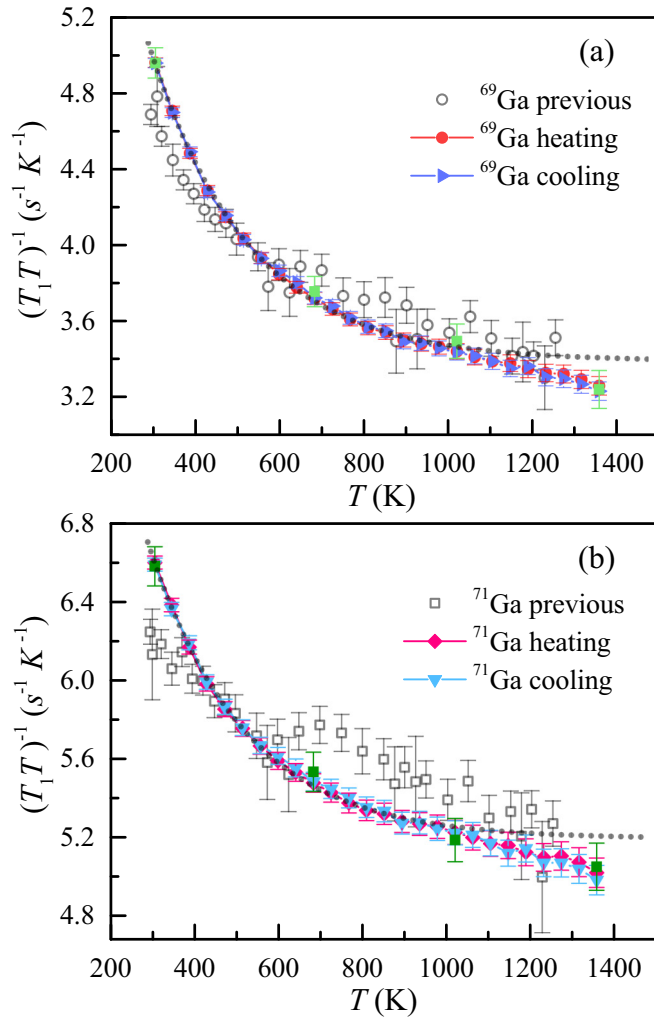 (a)
⁶⁹Ga previous
⁶⁹Ga heating
⁶⁹Ga cooling
(T₁T)⁻¹ (s⁻¹ K⁻¹)
5.2
4.8
4.4
4.0
3.6
3.2
200 400 600 800 1000 1200 1400
T (K)
(b)
⁷¹Ga previous
⁷¹Ga heating
⁷¹Ga cooling
(T₁T)⁻¹ (s⁻¹ K⁻¹)
6.8
6.4
6.0
5.6
5.2
4.8
200 400 600 800 1000 1200 1400
T (K)